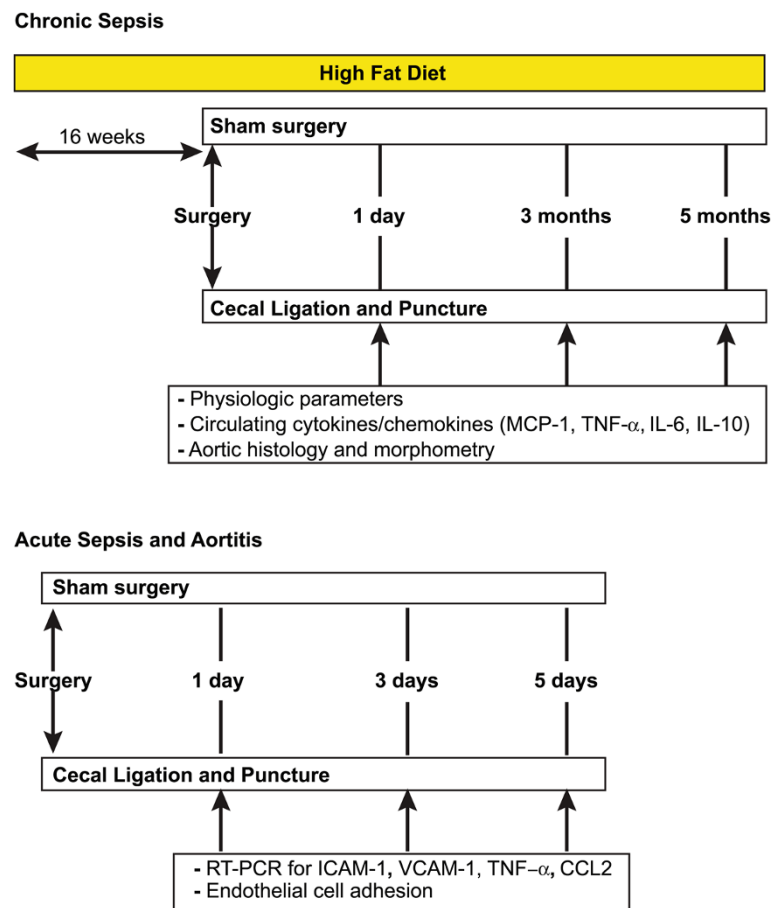 Chronic Sepsis
High Fat Diet
Sham surgery
16 weeks
Surgery 1 day 3 months 5 months
Cecal Ligation and Puncture
- Physiologic parameters
- Circulating cytokines/chemokines (MCP-1, TNF-α, IL-6, IL-10)
- Aortic histology and morphometry
Acute Sepsis and Aortitis
Sham surgery
Surgery 1 day 3 days 5 days
Cecal Ligation and Puncture
- RT-PCR for ICAM-1, VCAM-1, TNF–α, CCL2
- Endothelial cell adhesion